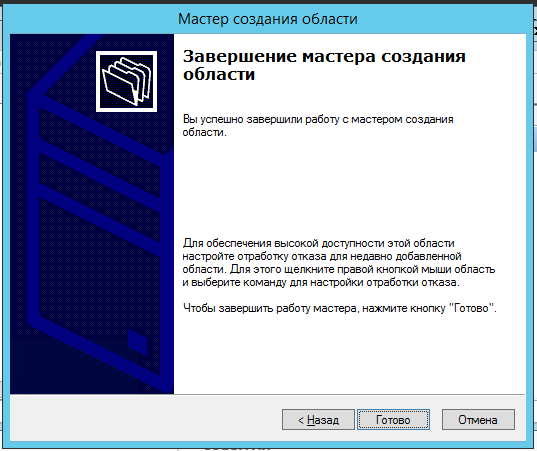 Мастер создания области
Завершение мастера создания
области
Вы успешно завершили работу с мастером создания
области.
Для обеспечения высокой доступности этой области
настройте отработку отказа для недавно добавленной
области. Для этого щелкните правой кнопкой мыши область
и выберите команду для настройки отработки отказа.
Чтобы завершить работу мастера, нажмите кнопку "Готово".
< Назад
Готово
Отмена